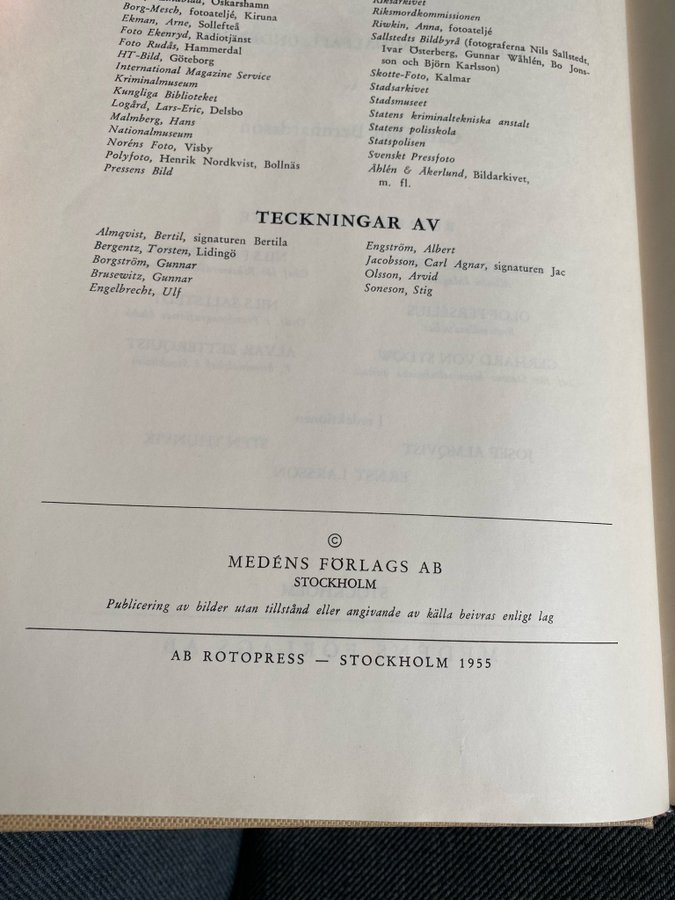 Oskarshamn
Borg-Mesch, fotoateljé, Kiruna
Ekman, Arne, Sollefteå
Foto Ekenryd, Radiotjänst
Foto Rudås, Hammerdal
HT-Bild, Göteborg
International Magazine Service
Kriminalmuseum
Kungliga Biblioteket
Logård, Lars-Eric, Delsbo
Malmberg, Hans
Nationalmuseum
Noréns Foto, Visby
Polyfoto, Henrik Nordkvist, Bollnäs
Pressens Bild
Riksarkivet
Riksmordkommissionen
Riwkin, Anna, fotoateljé
Sallstedts Bildbyrå (fotograferna Nils Sallstedt,
Ivar Österberg, Gunnar Wåhlén, Bo Jons-
son och Björn Karlsson)
Skotte-Foto, Kalmar
Stadsarkivet
Stadsmuseet
Statens kriminaltekniska anstalt
Statens polisskola
Statspolisen
Svenskt Pressfoto
Åhlén & Åkerlund, Bildarkivet,
m. fl.
TECKNINGAR AV
Almqvist, Bertil, signaturen Bertila
Bergentz, Torsten, Lidingö
Borgström, Gunnar
Brusewitz, Gunnar
Engelbrecht, Ulf
Engström, Albert
Jacobsson, Carl Agnar, signaturen Jac
Olsson, Arvid
Soneson, Stig
©
MEDÉNS FÖRLAGS AB
STOCKHOLM
Publicering av bilder utan tillstånd eller angivande av källa beivras enligt lag
AB ROTOPRESS — STOCKHOLM 1955